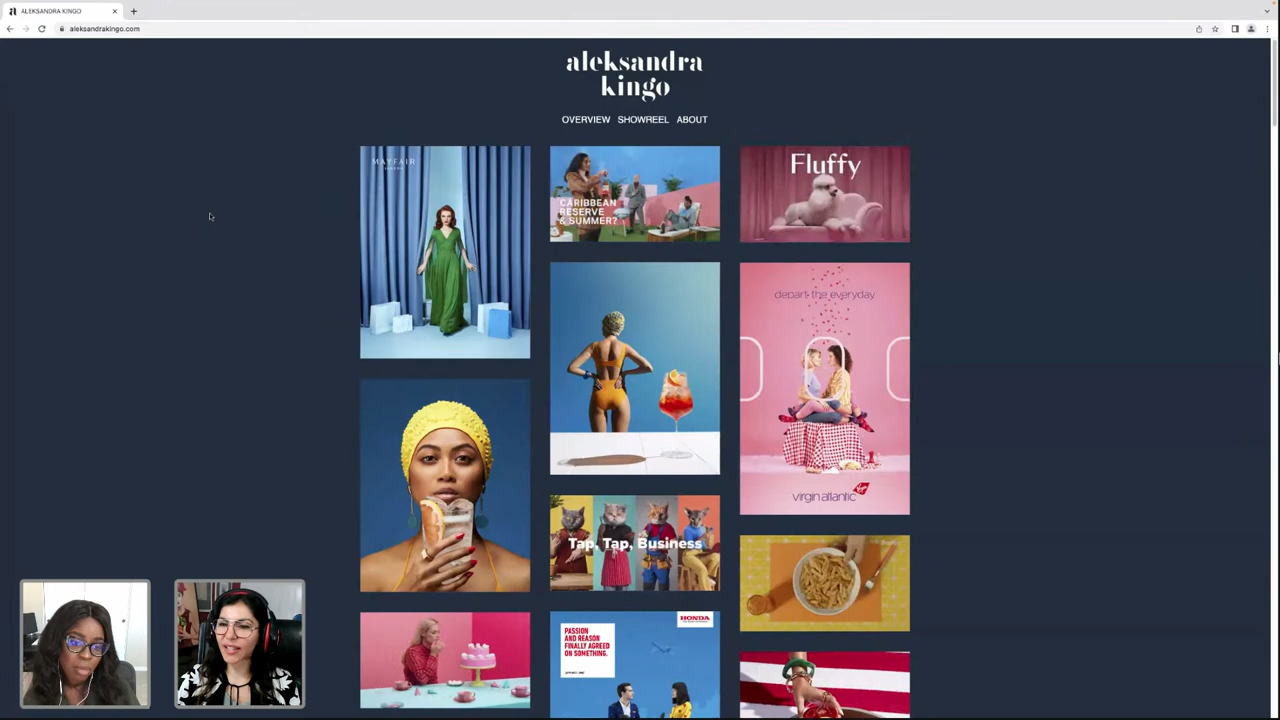 ALEKSANDRA KINGO
aleksandrakingo.com
aleksandra
kingo
OVERVIEW SHOWREEL ABOUT
MAYFAIR
LONDON
CARIBBEAN
RESERVE
& SUMMER?
Fluffy
depart the everyday
virgin atlantic
Tap, Tap, Business
PASSION
AND REASON
FINALLY AGREED
ON SOMETHING.
HONDA